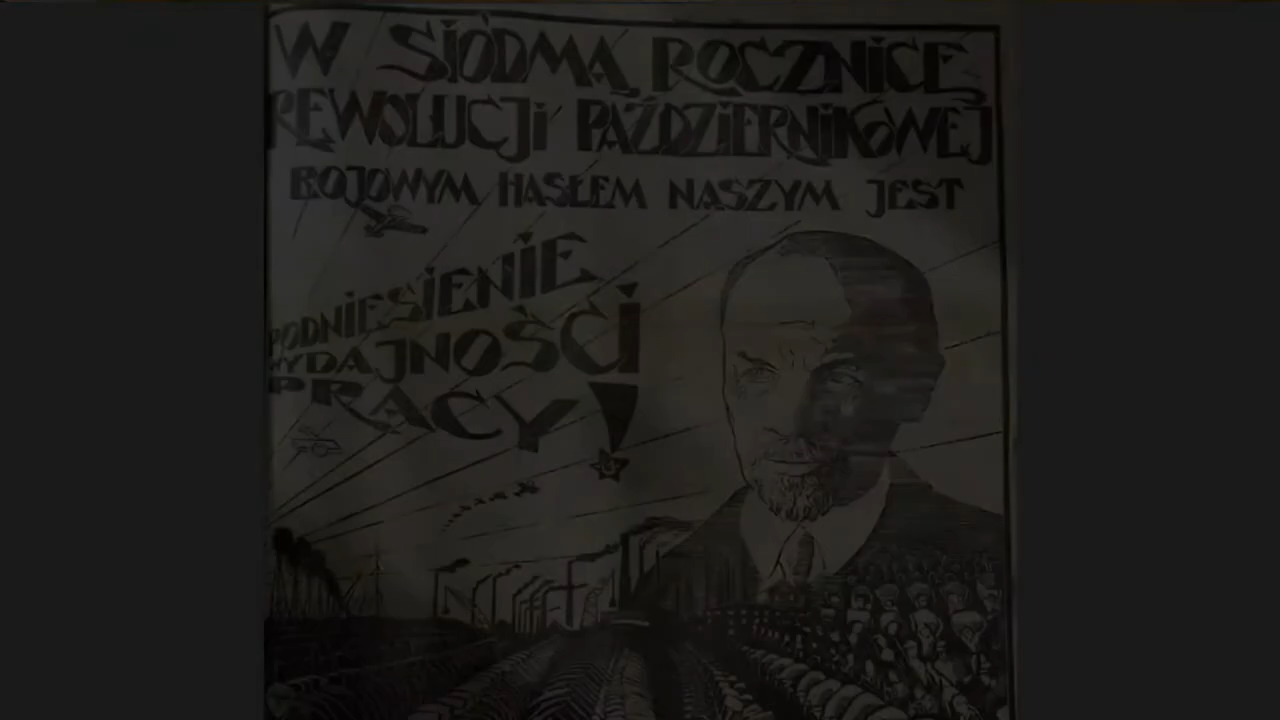 W SIÓDMĄ ROCZNICĘ
REWOLUCJI PAŹDZIERNIKOWEJ
BOJOWYM HASŁEM NASZYM JEST
PODNIESIENIE
WYDAJNOŚCI
PRACY!